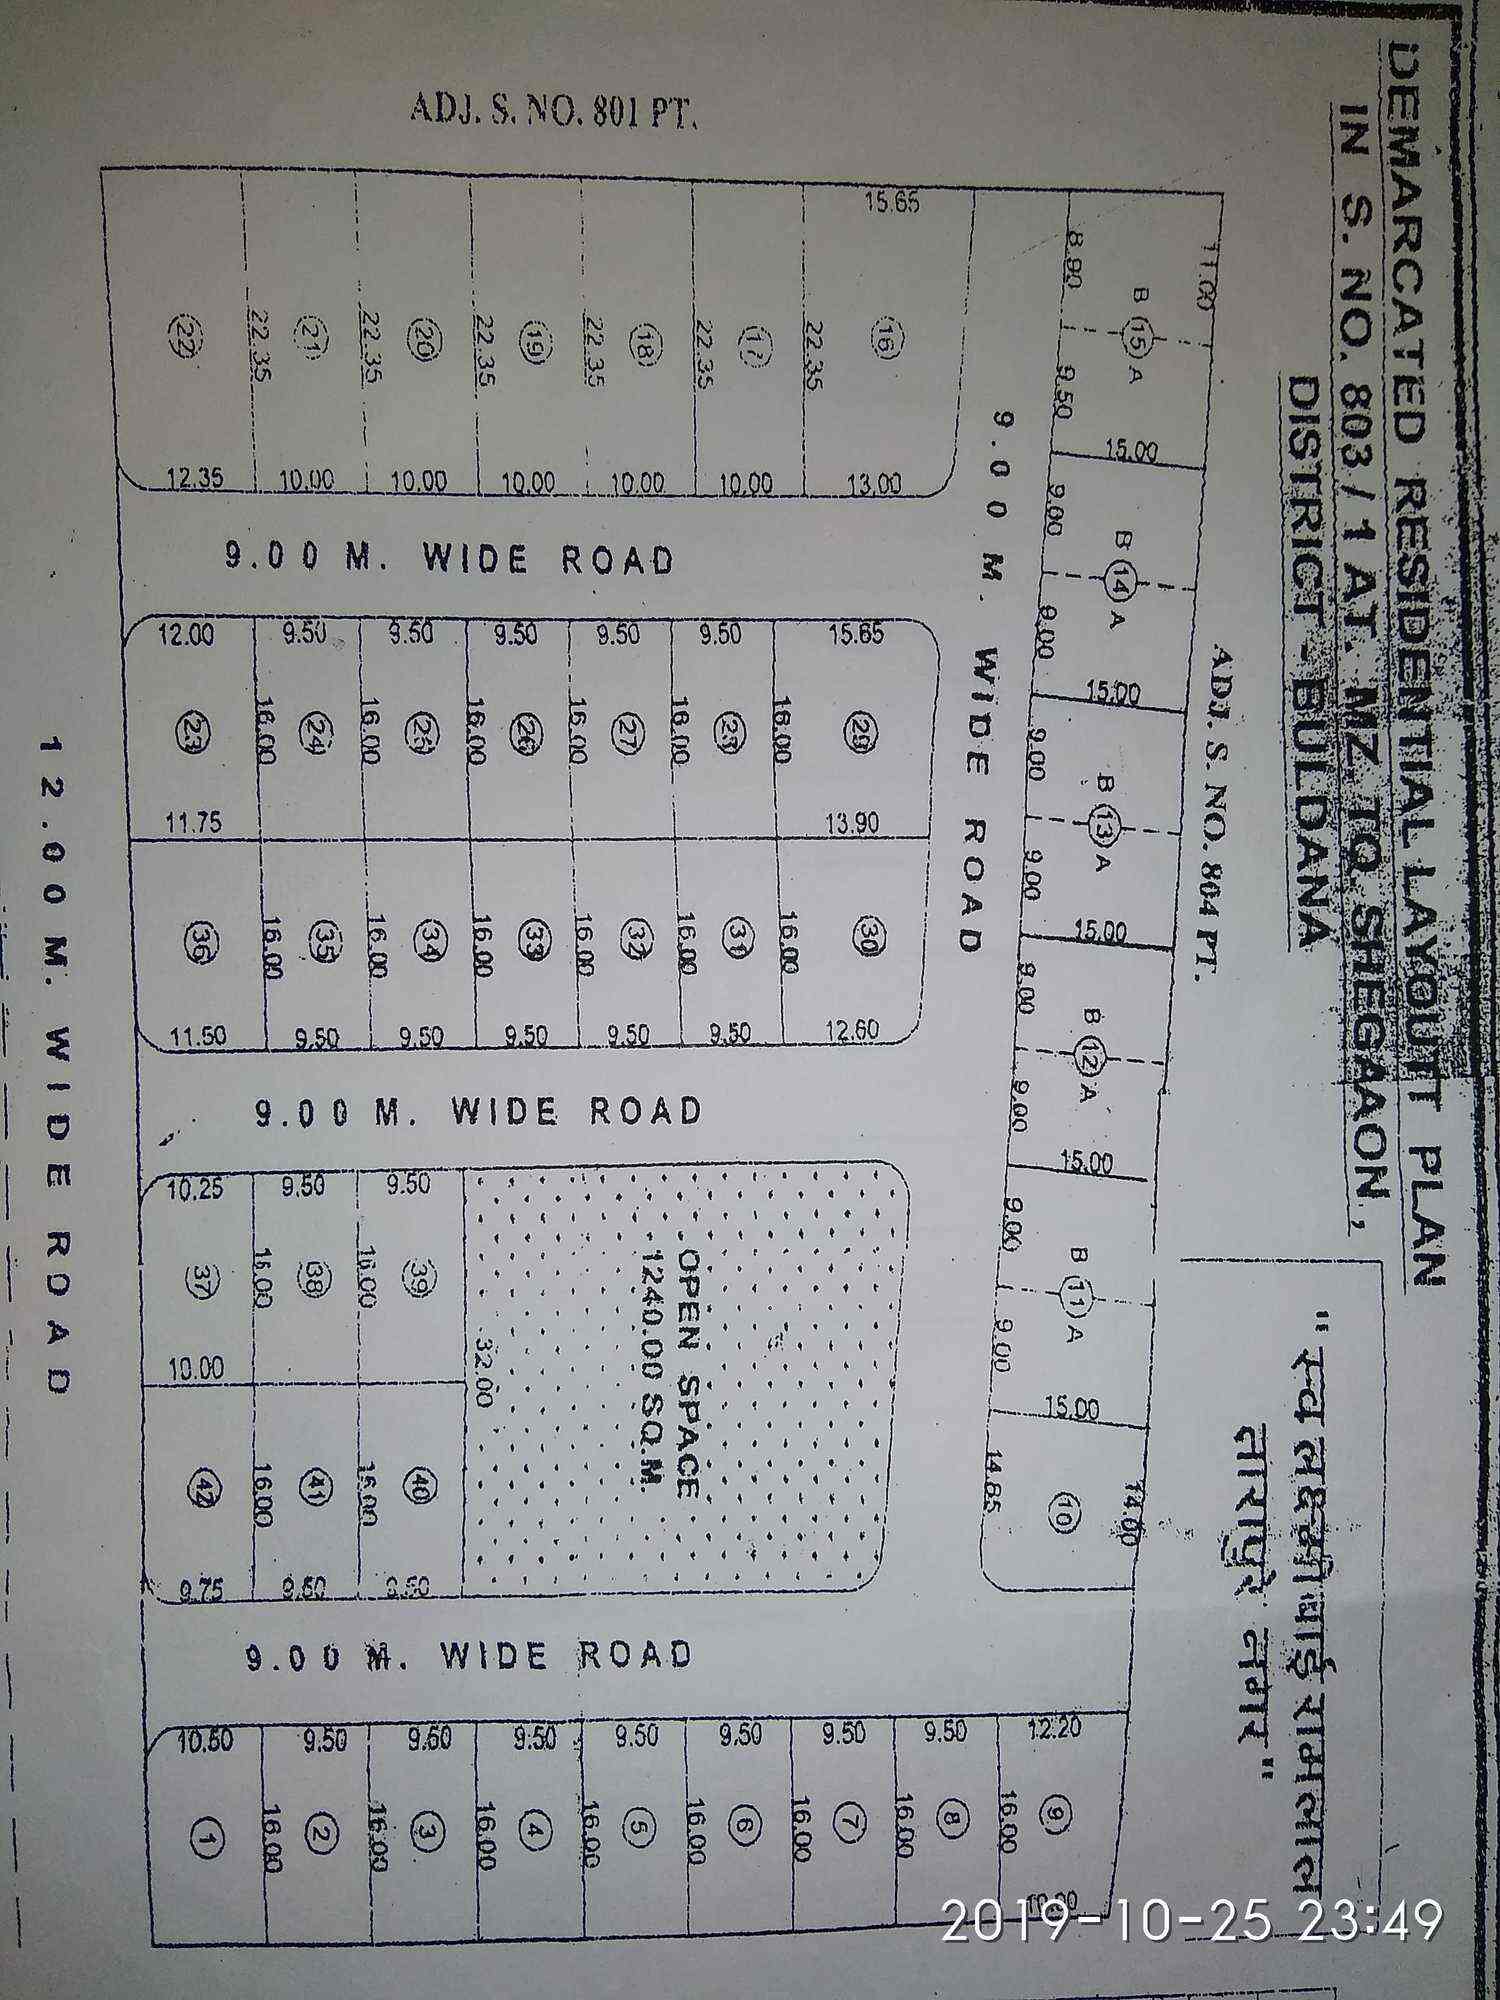 DEMARCATED RESIDENTIAL LAYOUTT PLAN
IN S. NO. 803 / 1 AT. MZ. TQ. SHEGAAON ,
DISTRICT - BULDANA
"स्व लक्ष्मीबाई रामलाल
तारापुरे नगर"
ADJ. S. NO. 801 PT.
ADJ. S. NO. 804 PT.
11.00
8.90 B 15 A 9.50
15.00
9.00 B 14 A 9.00
15.00
9.00 B 13 A 9.00
15.00
9.00 B 12 A 9.00
15.00
9.00 B 11 A 9.00
15.00
14.85 10 14.00
9.00 M. WIDE ROAD
15.65
22 22.35 21 22.35 20 22.35 19 22.35 18 22.35 17 22.35 16
12.35 10.00 10.00 10.00 10.00 10.00 13.00
9.00 M. WIDE ROAD
12.00 9.50 9.50 9.50 9.50 9.50 15.65
23 16.00 24 16.00 25 16.00 26 16.00 27 16.00 28 16.00 29
11.75 13.90
36 16.00 35 16.00 34 16.00 33 16.00 32 16.00 31 16.00 30
11.50 9.50 9.50 9.50 9.50 9.50 12.60
9.00 M. WIDE ROAD
10.25 9.50 9.50
37 16.00 38 16.00 39
10.00
32.00
OPEN SPACE
1240.00 SQ.M.
42 16.00 41 16.00 40 16.00
9.75 9.50 9.50
9.00 M. WIDE ROAD
10.50 9.50 9.50 9.50 9.50 9.50 9.50 9.50 12.20
1 16.00 2 16.00 3 16.00 4 16.00 5 16.00 6 16.00 7 16.00 8 16.00 9
12.00 M. WIDE ROAD
2019-10-25 23:49